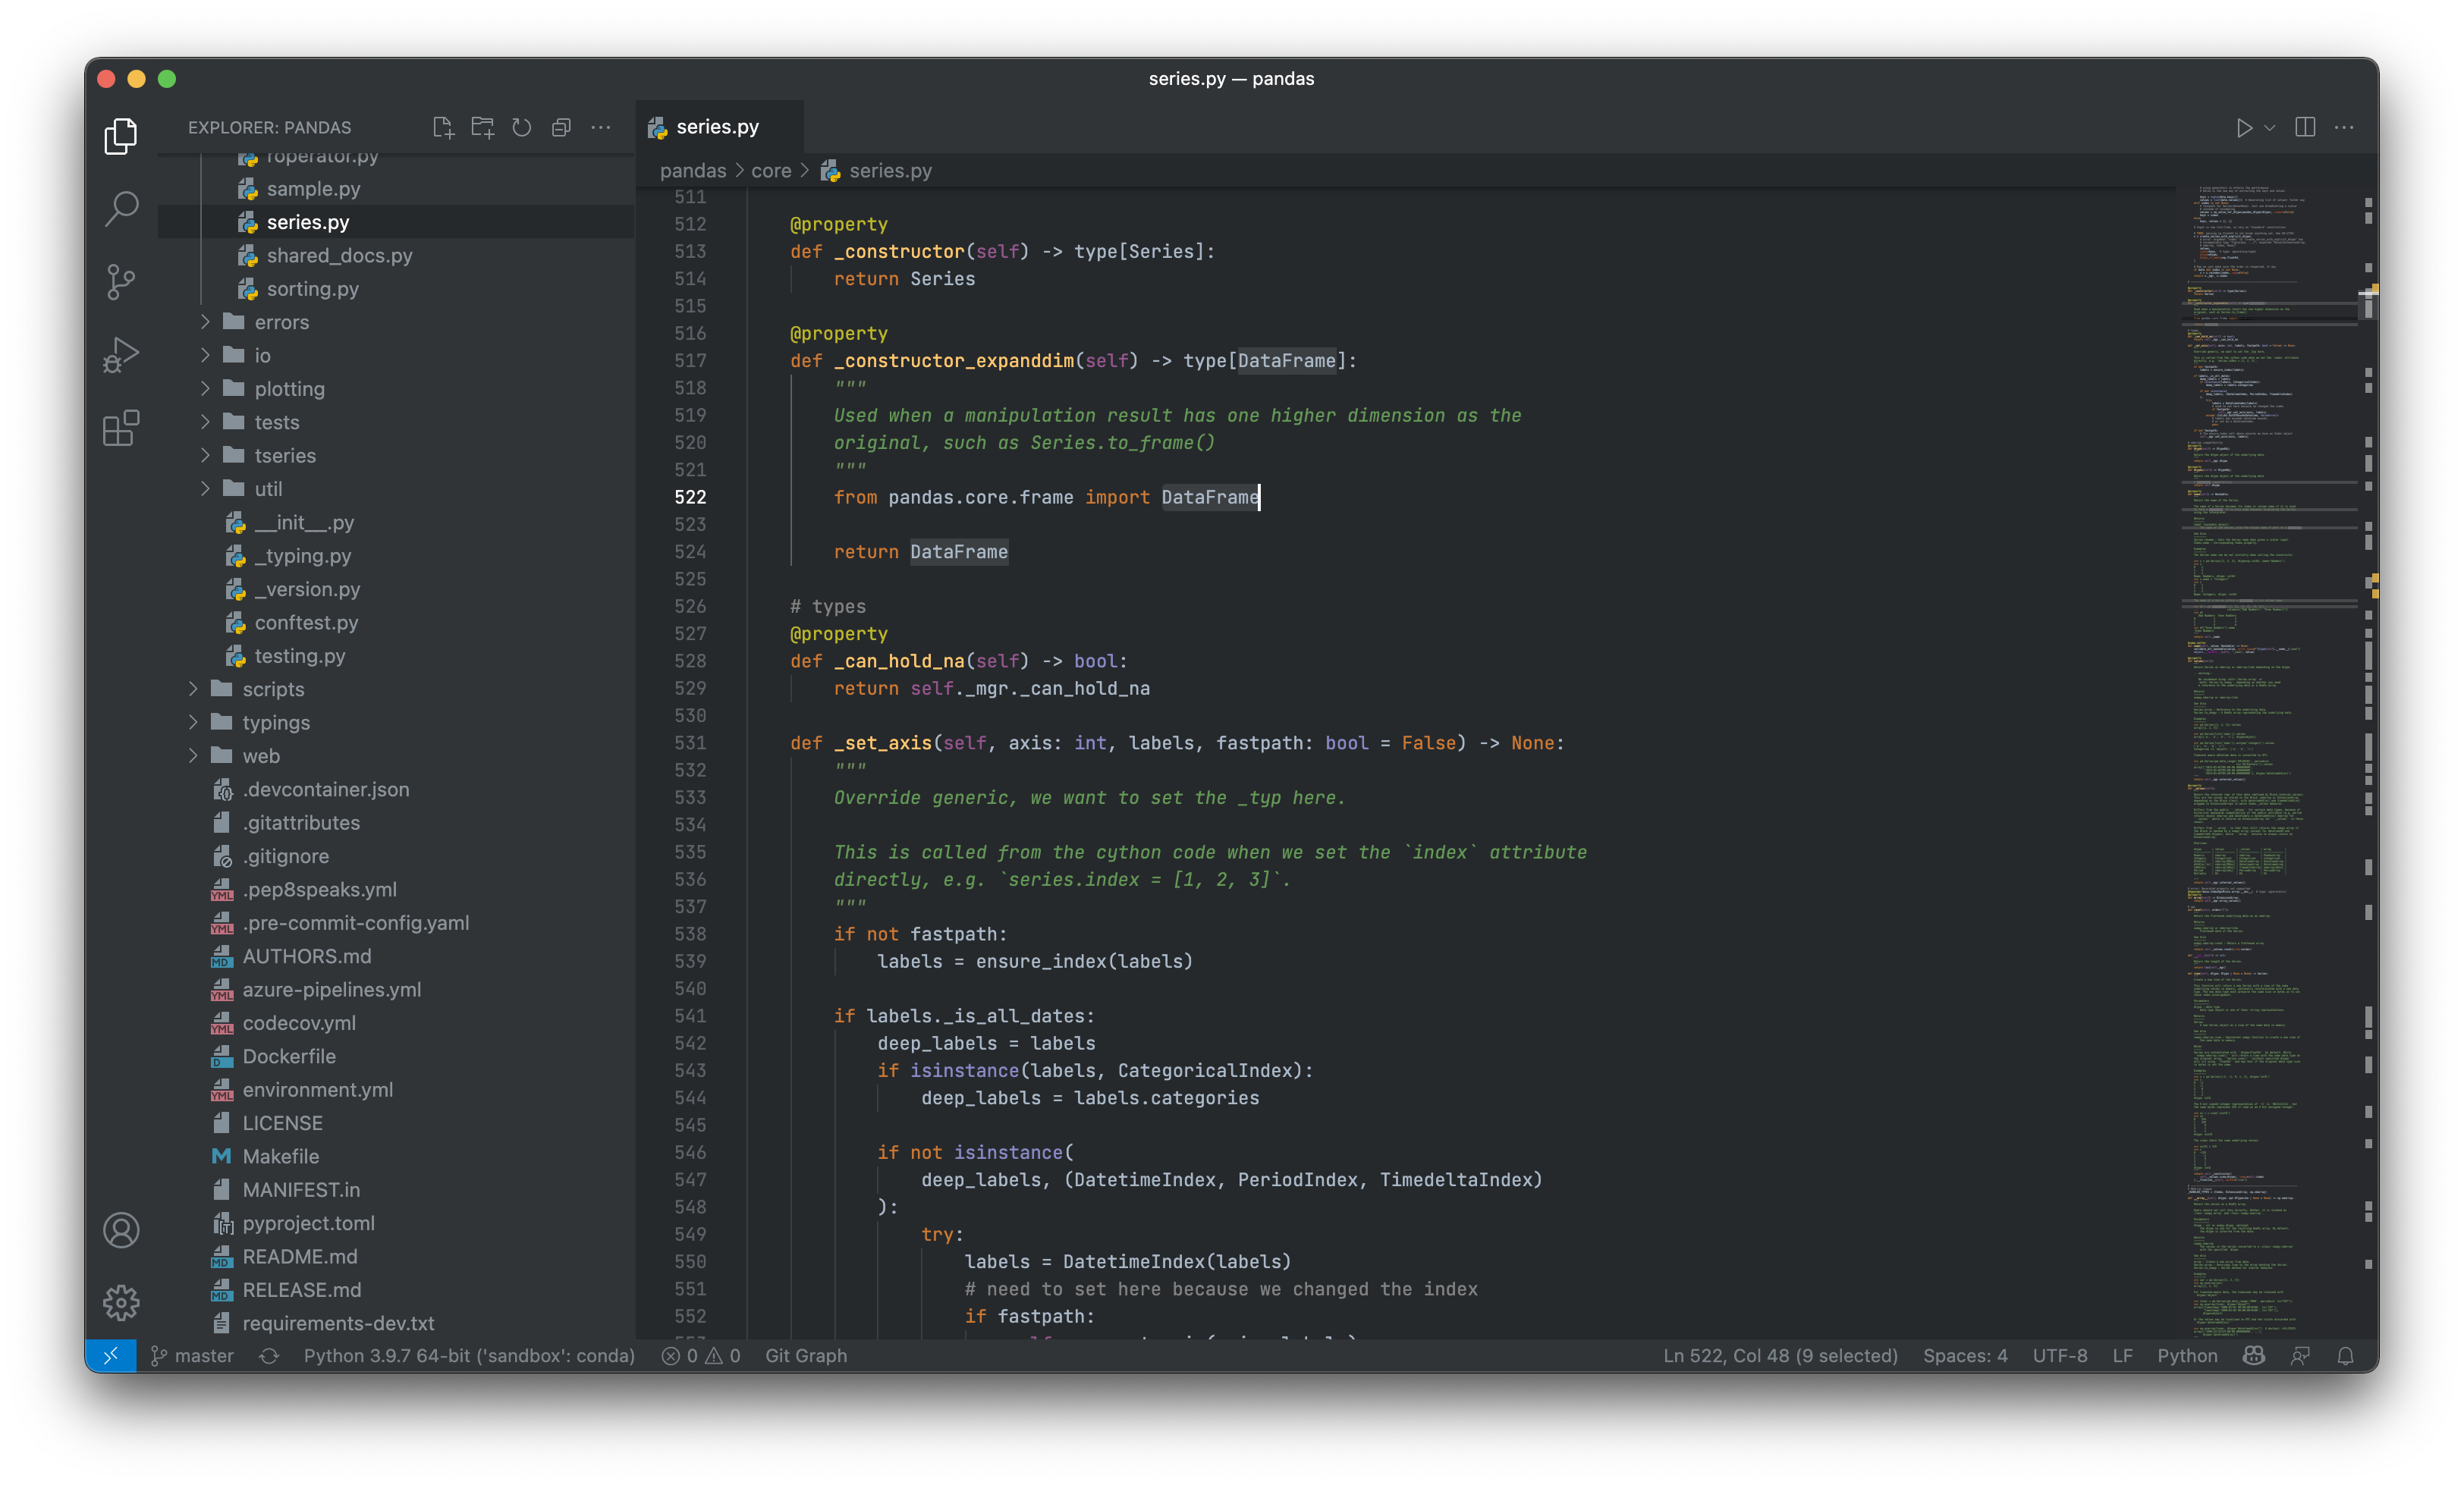 series.py — pandas
EXPLORER: PANDAS
roperator.py
sample.py
series.py
shared_docs.py
sorting.py
errors
io
plotting
tests
tseries
util
__init__.py
_typing.py
_version.py
conftest.py
testing.py
scripts
typings
web
.devcontainer.json
.gitattributes
.gitignore
.pep8speaks.yml
.pre-commit-config.yaml
AUTHORS.md
azure-pipelines.yml
codecov.yml
Dockerfile
environment.yml
LICENSE
Makefile
MANIFEST.in
pyproject.toml
README.md
RELEASE.md
requirements-dev.txt
series.py
pandas > core > series.py
511
512 @property
513 def _constructor(self) -> type[Series]:
514 return Series
515
516 @property
517 def _constructor_expanddim(self) -> type[DataFrame]:
518 """
519 Used when a manipulation result has one higher dimension as the
520 original, such as Series.to_frame()
521 """
522 from pandas.core.frame import DataFrame
523
524 return DataFrame
525
526 # types
527 @property
528 def _can_hold_na(self) -> bool:
529 return self._mgr._can_hold_na
530
531 def _set_axis(self, axis: int, labels, fastpath: bool = False) -> None:
532 """
533 Override generic, we want to set the _typ here.
534
535 This is called from the cython code when we set the `index` attribute
536 directly, e.g. `series.index = [1, 2, 3]`.
537 """
538 if not fastpath:
539 labels = ensure_index(labels)
540
541 if labels._is_all_dates:
542 deep_labels = labels
543 if isinstance(labels, CategoricalIndex):
544 deep_labels = labels.categories
545
546 if not isinstance(
547 deep_labels, (DatetimeIndex, PeriodIndex, TimedeltaIndex)
548 ):
549 try:
550 labels = DatetimeIndex(labels)
551 # need to set here because we changed the index
552 if fastpath:
master
Python 3.9.7 64-bit ('sandbox': conda)
0 0
Git Graph
Ln 522, Col 48 (9 selected)
Spaces: 4
UTF-8
LF
Python